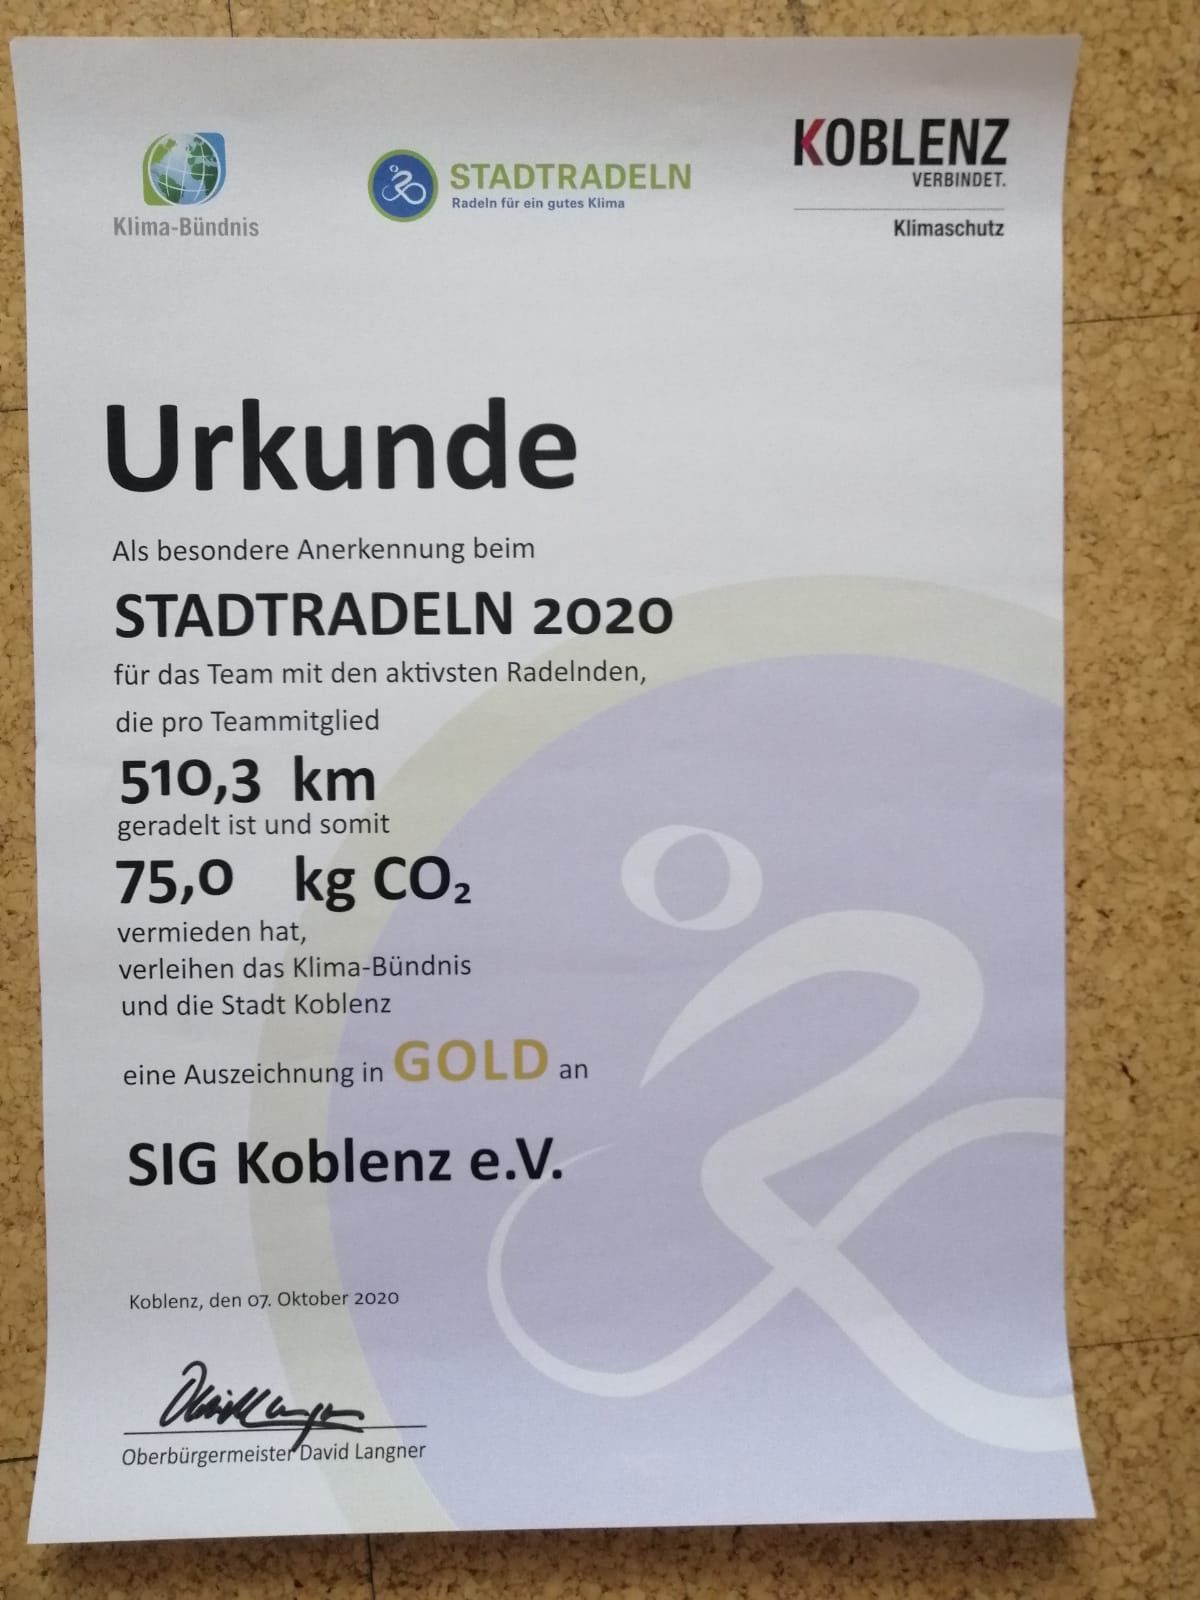 Klima-Bündnis
STADTRADELN
Radeln für ein gutes Klima
KOBLENZ
VERBINDET.
Klimaschutz
Urkunde
Als besondere Anerkennung beim
STADTRADELN 2020
für das Team mit den aktivsten Radelnden,
die pro Teammitglied
510,3 km
geradelt ist und somit
75,0 kg CO₂
vermieden hat,
verleihen das Klima-Bündnis
und die Stadt Koblenz
eine Auszeichnung in GOLD an
SIG Koblenz e.V.
Koblenz, den 07. Oktober 2020
Oberbürgermeister David Langner